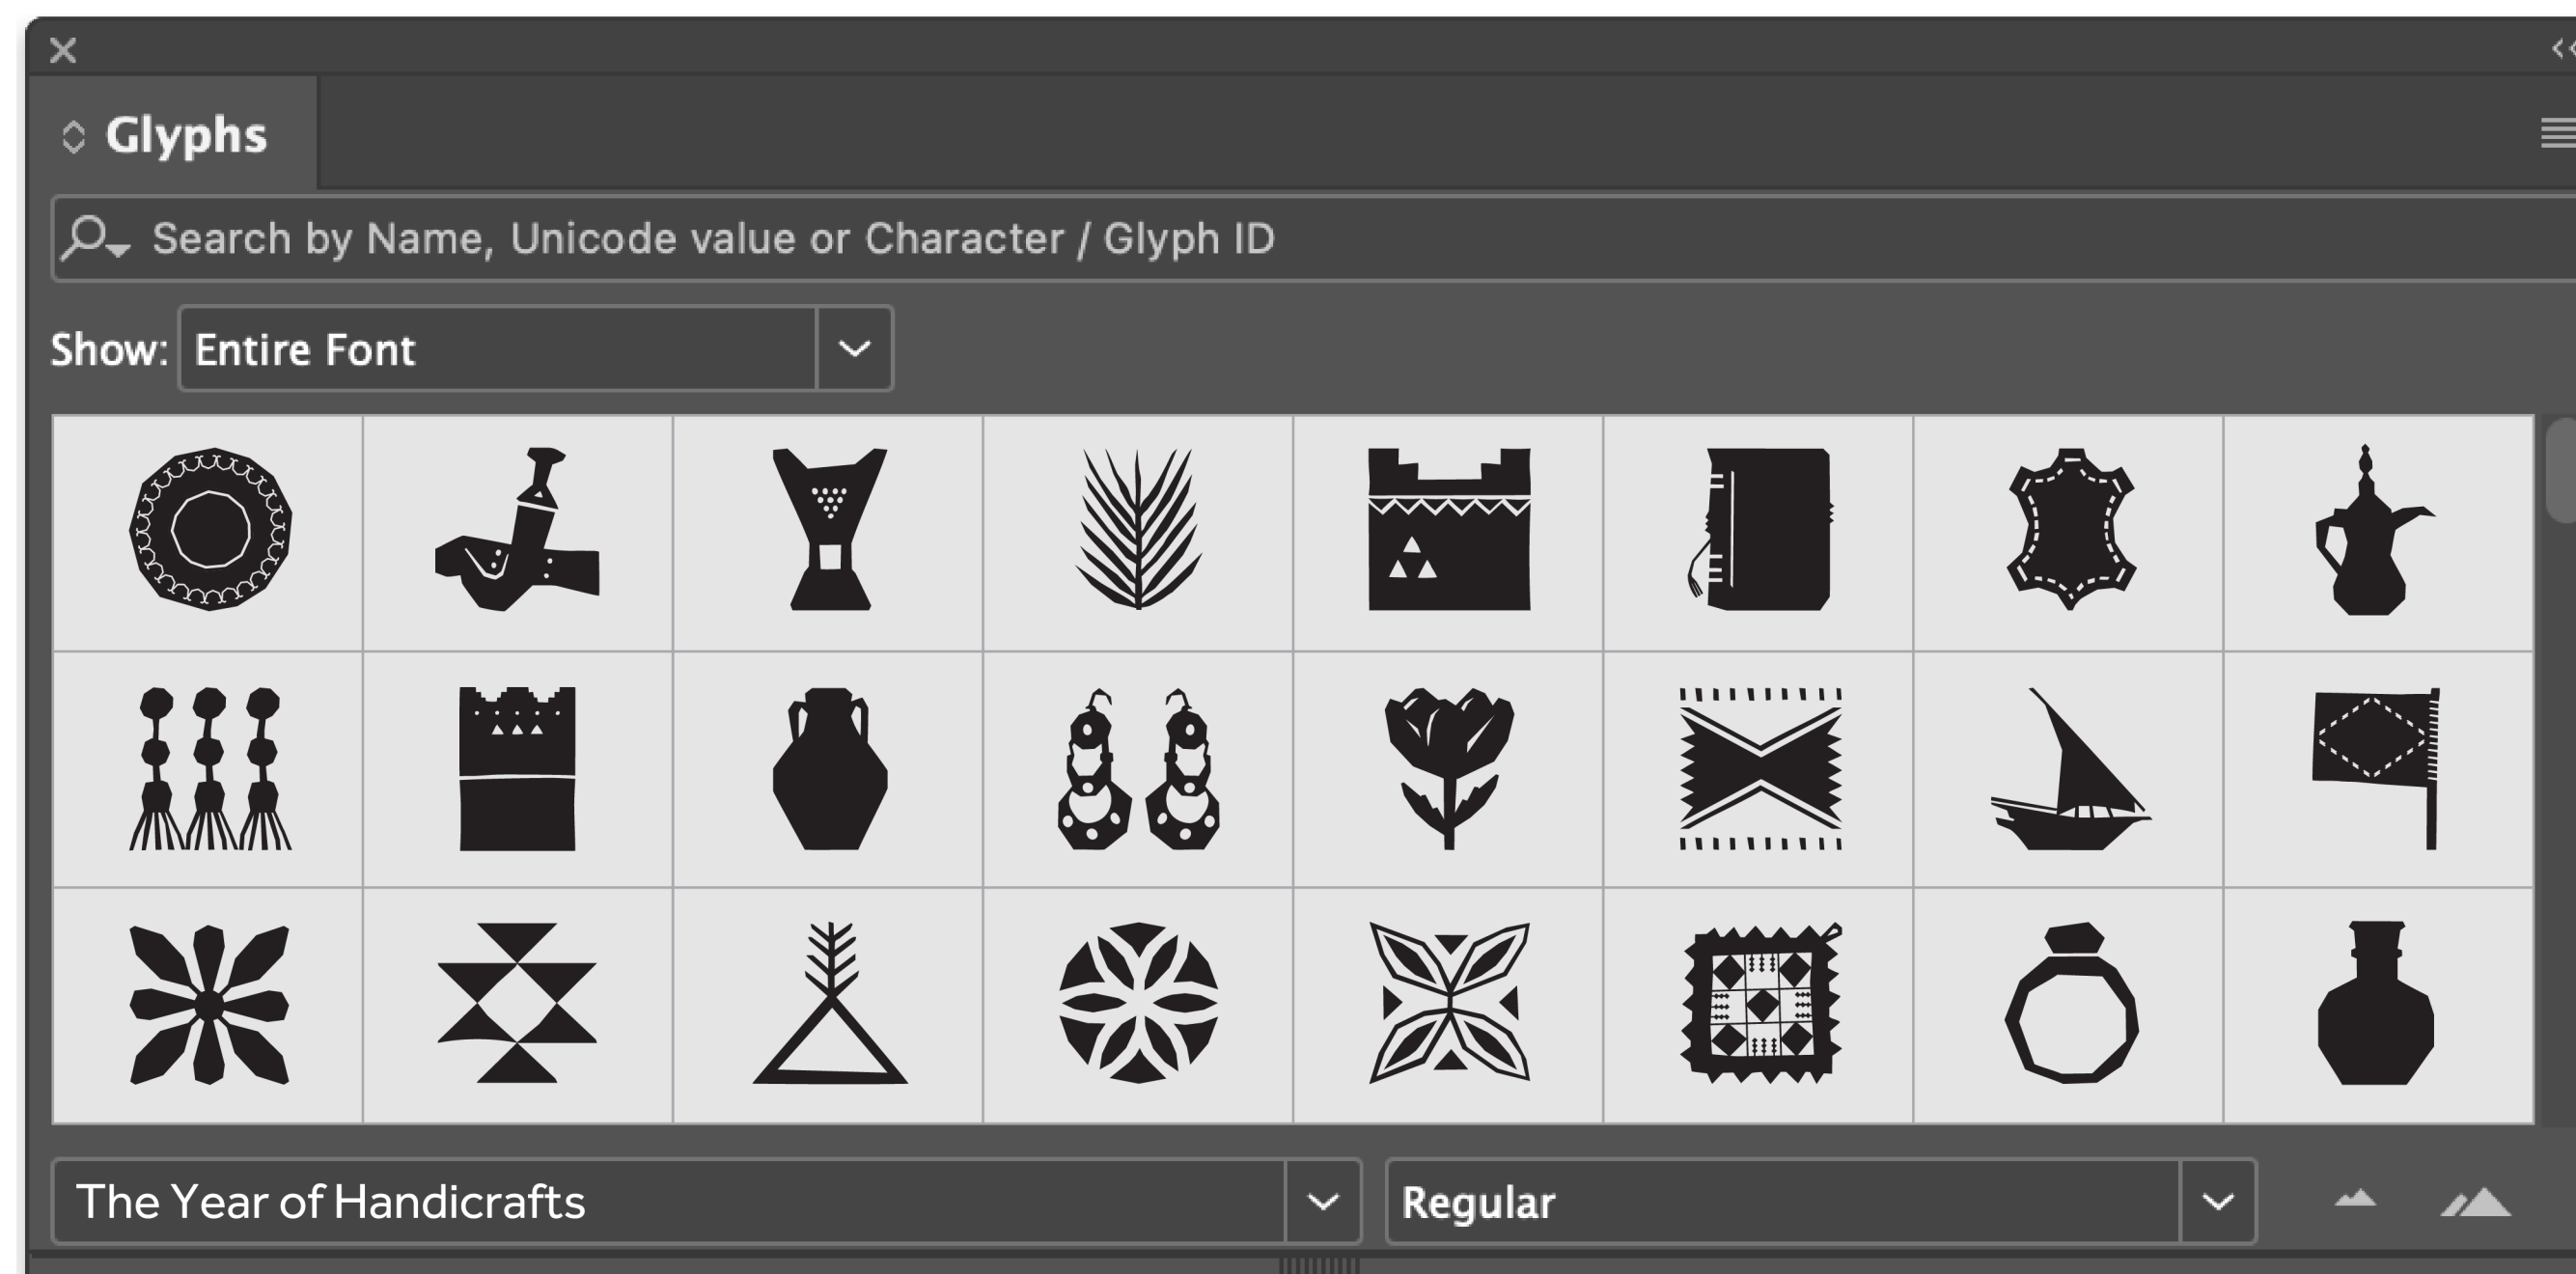 Glyphs
Search by Name, Unicode value or Character / Glyph ID
Show: Entire Font
The Year of Handicrafts
Regular